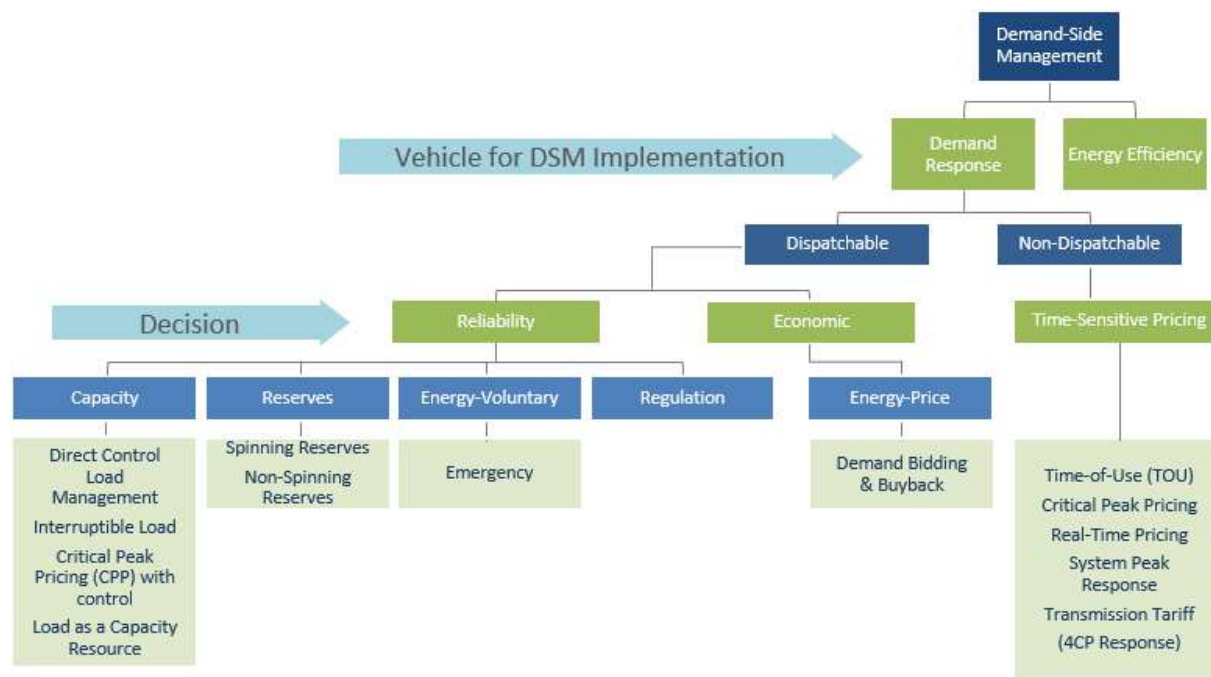 Demand-Side
Management
Vehicle for DSM Implementation
Demand
Response
Energy Efficiency
Dispatchable
Non-Dispatchable
Decision
Reliability
Economic
Time-Sensitive Pricing
Capacity
Reserves
Energy-Voluntary
Regulation
Energy-Price
Direct Control
Load
Management
Interruptible Load
Critical Peak
Pricing (CPP) with
control
Load as a Capacity
Resource
Spinning Reserves
Non-Spinning
Reserves
Emergency
Demand Bidding
& Buyback
Time-of-Use (TOU)
Critical Peak Pricing
Real-Time Pricing
System Peak
Response
Transmission Tariff
(4CP Response)